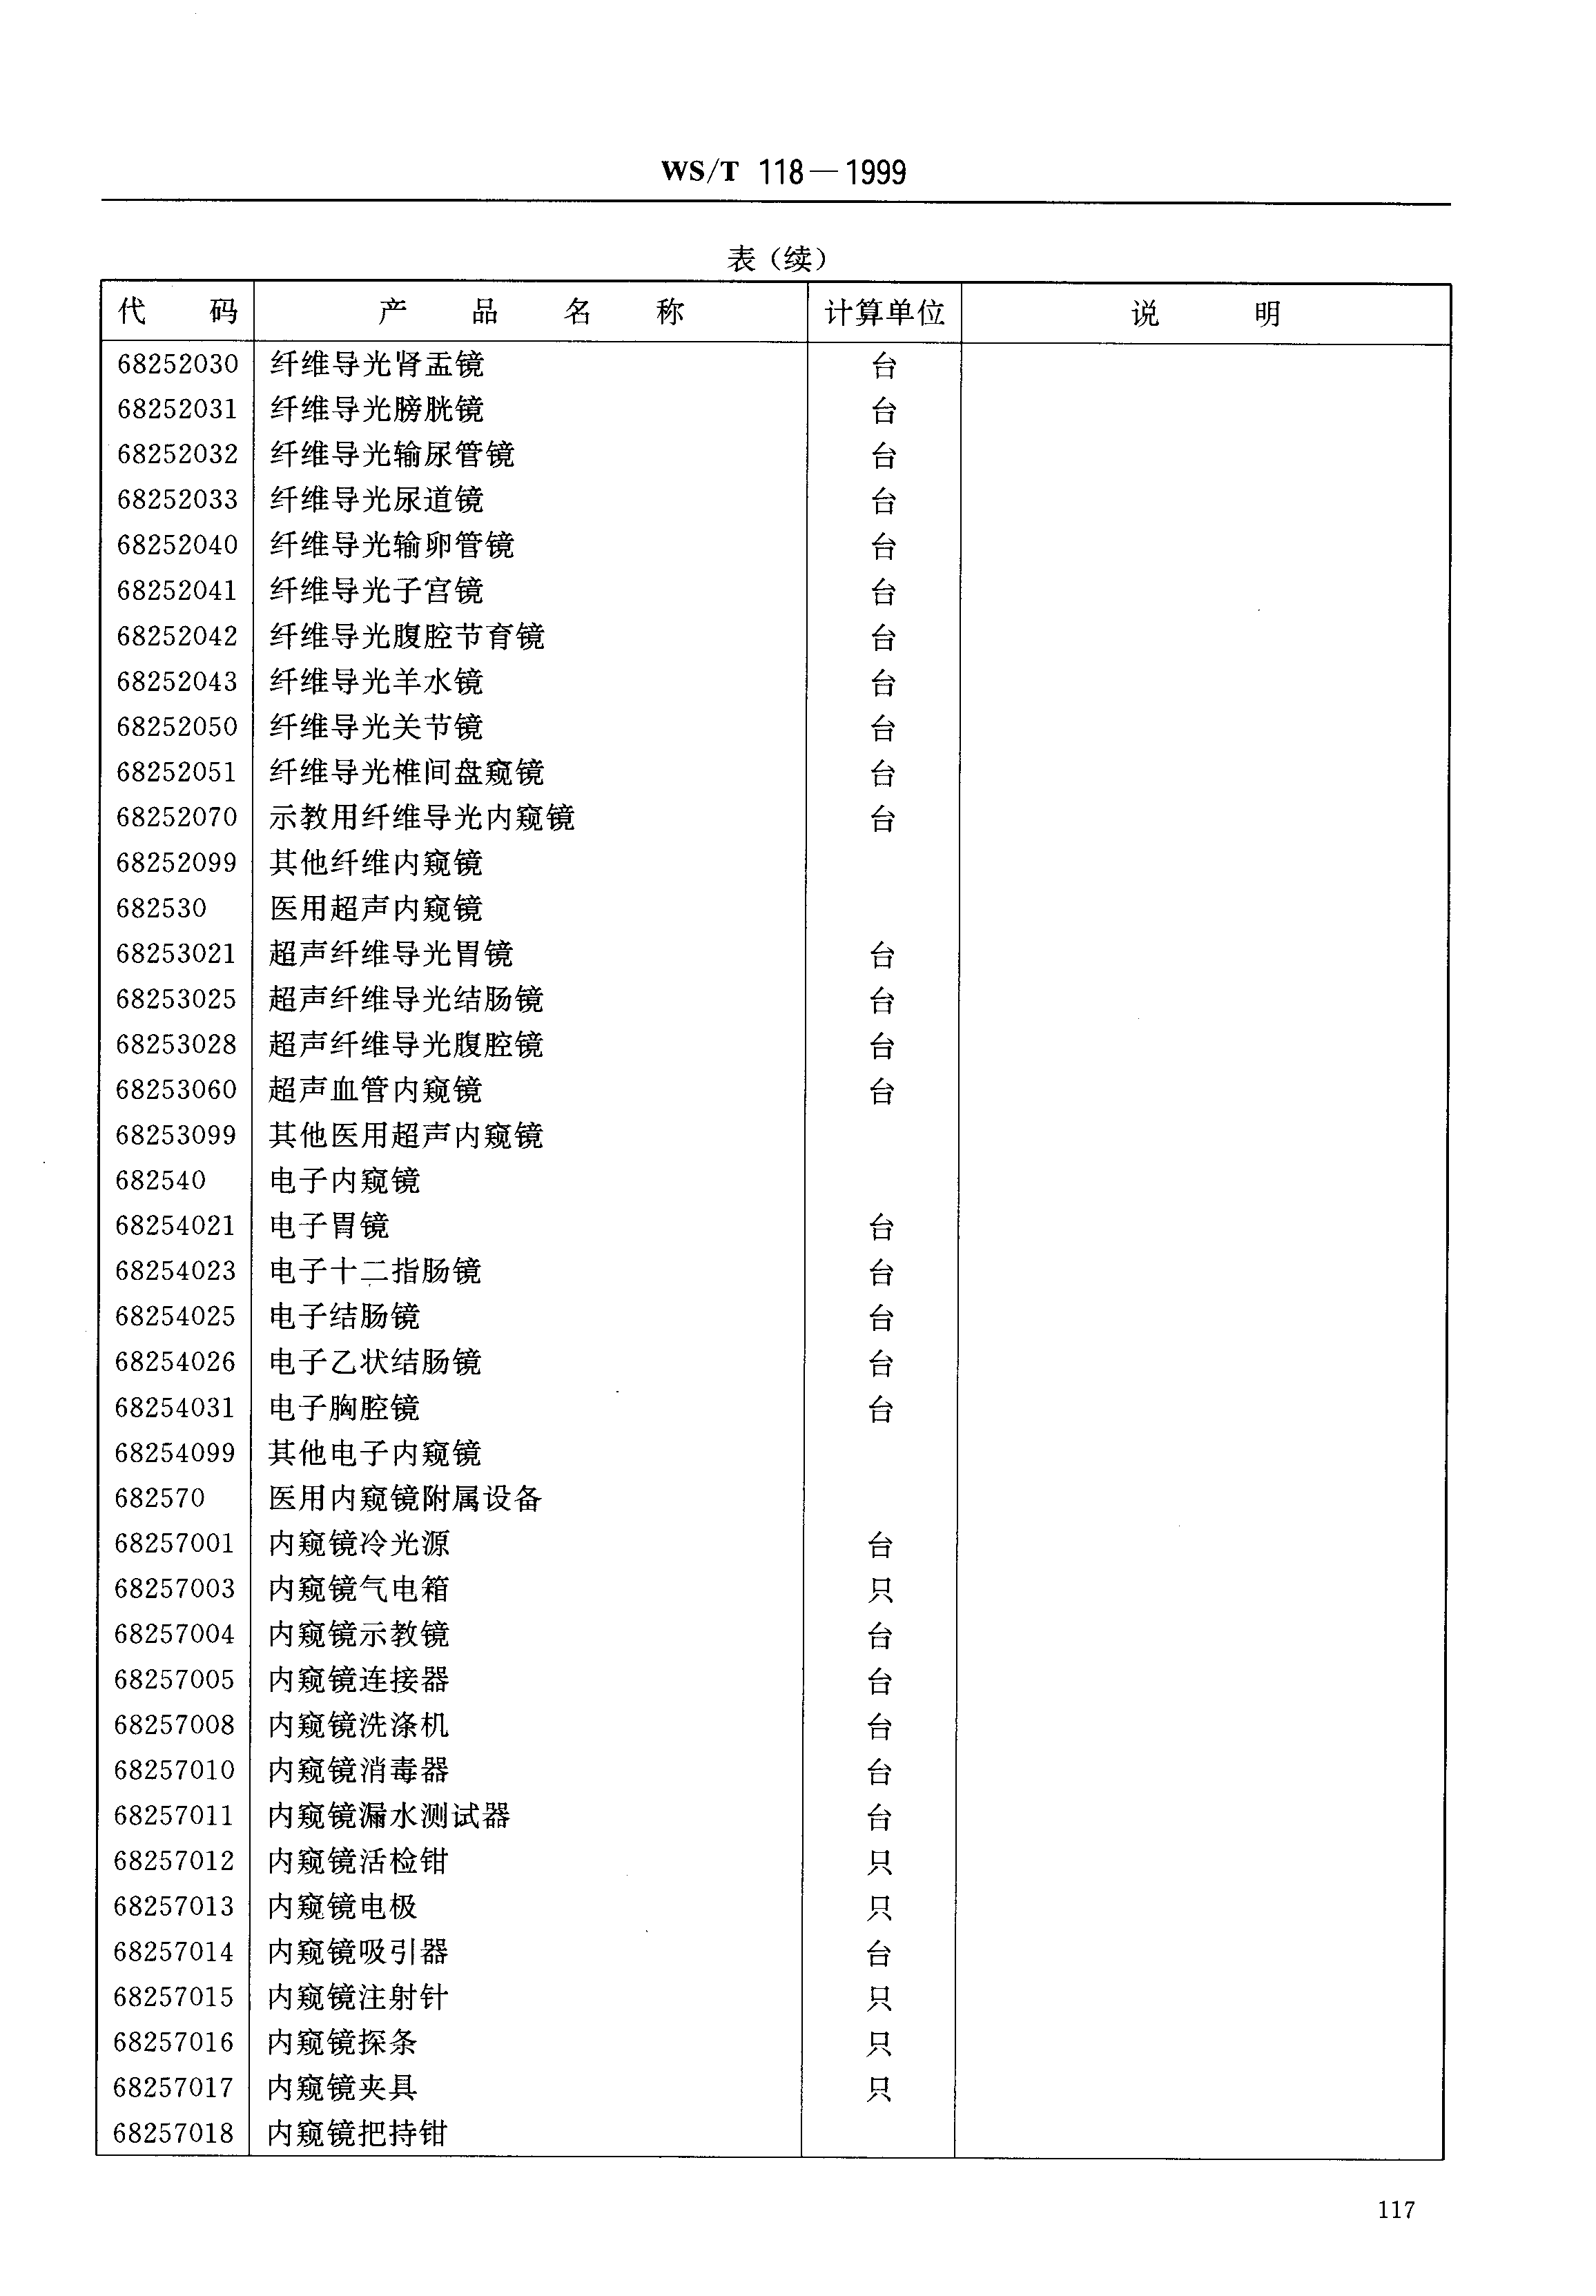 WS/T 118—1999
表(续)
代 码 产 品 名 称 计算单位 说 明
68252030 纤维导光肾盂镜 台
68252031 纤维导光膀胱镜 台
68252032 纤维导光输尿管镜 台
68252033 纤维导光尿道镜 台
68252040 纤维导光输卵管镜 台
68252041 纤维导光子宫镜 台
68252042 纤维导光腹腔节育镜 台
68252043 纤维导光羊水镜 台
68252050 纤维导光关节镜 台
68252051 纤维导光椎间盘窥镜 台
68252070 示教用纤维导光内窥镜 台
68252099 其他纤维内窥镜
682530 医用超声内窥镜
68253021 超声纤维导光胃镜 台
68253025 超声纤维导光结肠镜 台
68253028 超声纤维导光腹腔镜 台
68253060 超声血管内窥镜 台
68253099 其他医用超声内窥镜
682540 电子内窥镜
68254021 电子胃镜 台
68254023 电子十二指肠镜 台
68254025 电子结肠镜 台
68254026 电子乙状结肠镜 台
68254031 电子胸腔镜 台
68254099 其他电子内窥镜
682570 医用内窥镜附属设备
68257001 内窥镜冷光源 台
68257003 内窥镜气电箱 只
68257004 内窥镜示教镜 台
68257005 内窥镜连接器 台
68257008 内窥镜洗涤机 台
68257010 内窥镜消毒器 台
68257011 内窥镜漏水测试器 台
68257012 内窥镜活检钳 只
68257013 内窥镜电极 只
68257014 内窥镜吸引器 台
68257015 内窥镜注射针 只
68257016 内窥镜探条 只
68257017 内窥镜夹具 只
68257018 内窥镜把持钳
117